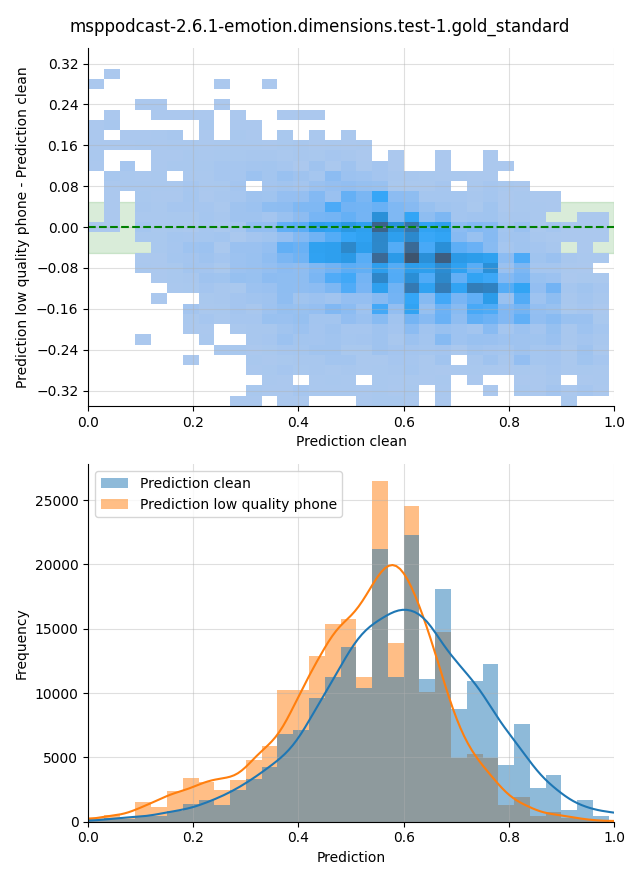 msppodcast-2.6.1-emotion.dimensions.test-1.gold_standard
Prediction low quality phone - Prediction clean
0.32
0.24
0.16
0.08
0.00
−0.08
−0.16
−0.24
−0.32
0.0 0.2 0.4 0.6 0.8 1.0
Prediction clean
Prediction clean
Prediction low quality phone
Frequency
25000
20000
15000
10000
5000
0
0.0 0.2 0.4 0.6 0.8 1.0
Prediction